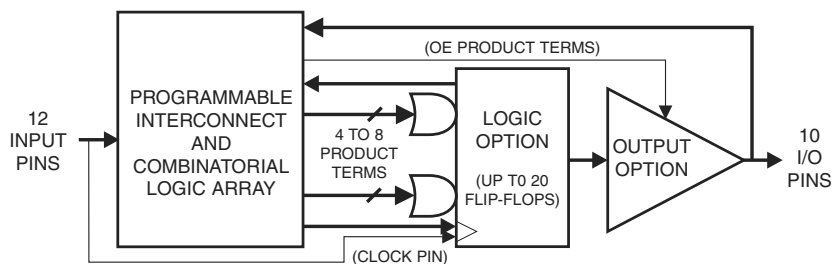 12
INPUT
PINS
PROGRAMMABLE
INTERCONNECT
AND
COMBINATORIAL
LOGIC ARRAY
(OE PRODUCT TERMS)
4 TO 8
PRODUCT
TERMS
LOGIC
OPTION
(UP T0 20
FLIP-FLOPS)
(CLOCK PIN)
OUTPUT
OPTION
10
I/O
PINS